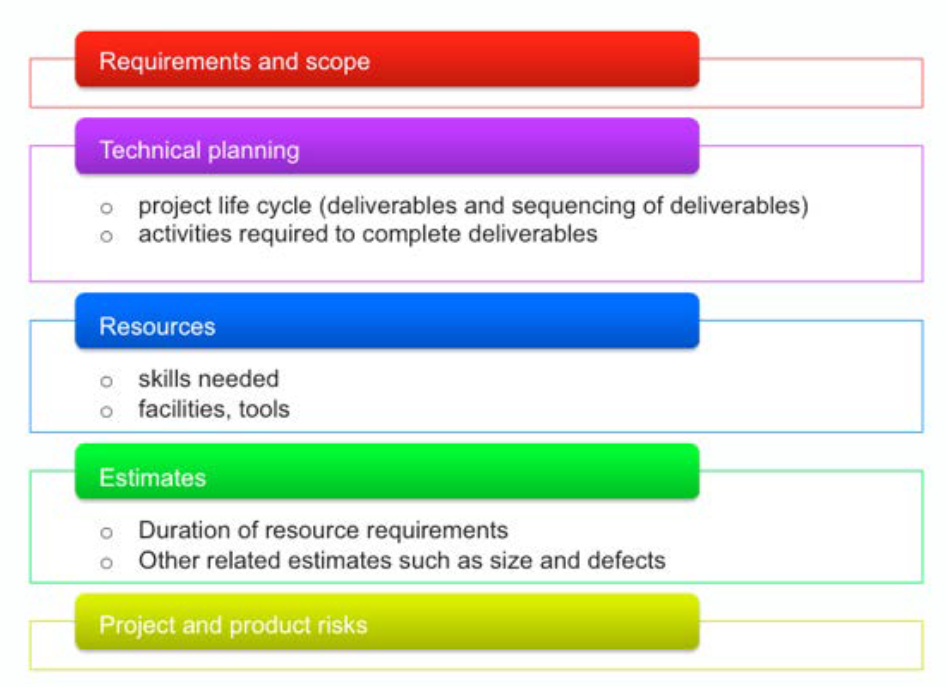 Requirements and scope
Technical planning
○ project life cycle (deliverables and sequencing of deliverables)
○ activities required to complete deliverables
Resources
○ skills needed
○ facilities, tools
Estimates
○ Duration of resource requirements
○ Other related estimates such as size and defects
Project and product risks